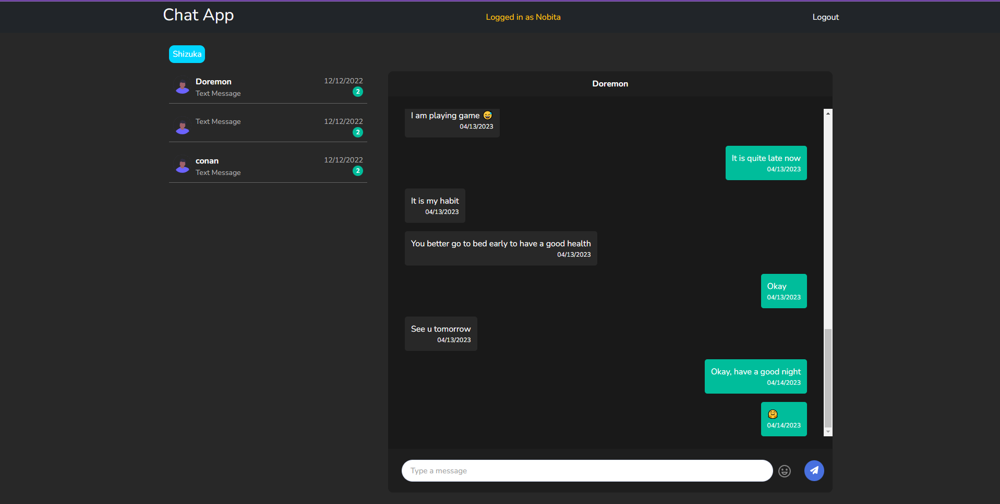 Chat App
Logged in as Nobita
Logout
Shizuka
Doremon
12/12/2022
Text Message
2
Text Message
12/12/2022
2
conan
12/12/2022
Text Message
2
Doremon
I am playing game 😅
04/13/2023
It is quite late now
04/13/2023
It is my habit
04/13/2023
You better go to bed early to have a good health
04/13/2023
Okay
04/13/2023
See u tomorrow
04/13/2023
Okay, have a good night
04/14/2023
🤗
04/14/2023
Type a message